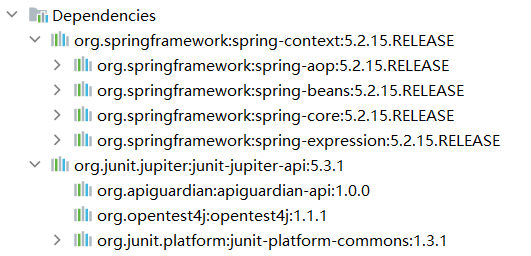 Dependencies
org.springframework:spring-context:5.2.15.RELEASE
org.springframework:spring-aop:5.2.15.RELEASE
org.springframework:spring-beans:5.2.15.RELEASE
org.springframework:spring-core:5.2.15.RELEASE
org.springframework:spring-expression:5.2.15.RELEASE
org.junit.jupiter:junit-jupiter-api:5.3.1
org.apiguardian:apiguardian-api:1.0.0
org.opentest4j:opentest4j:1.1.1
org.junit.platform:junit-platform-commons:1.3.1